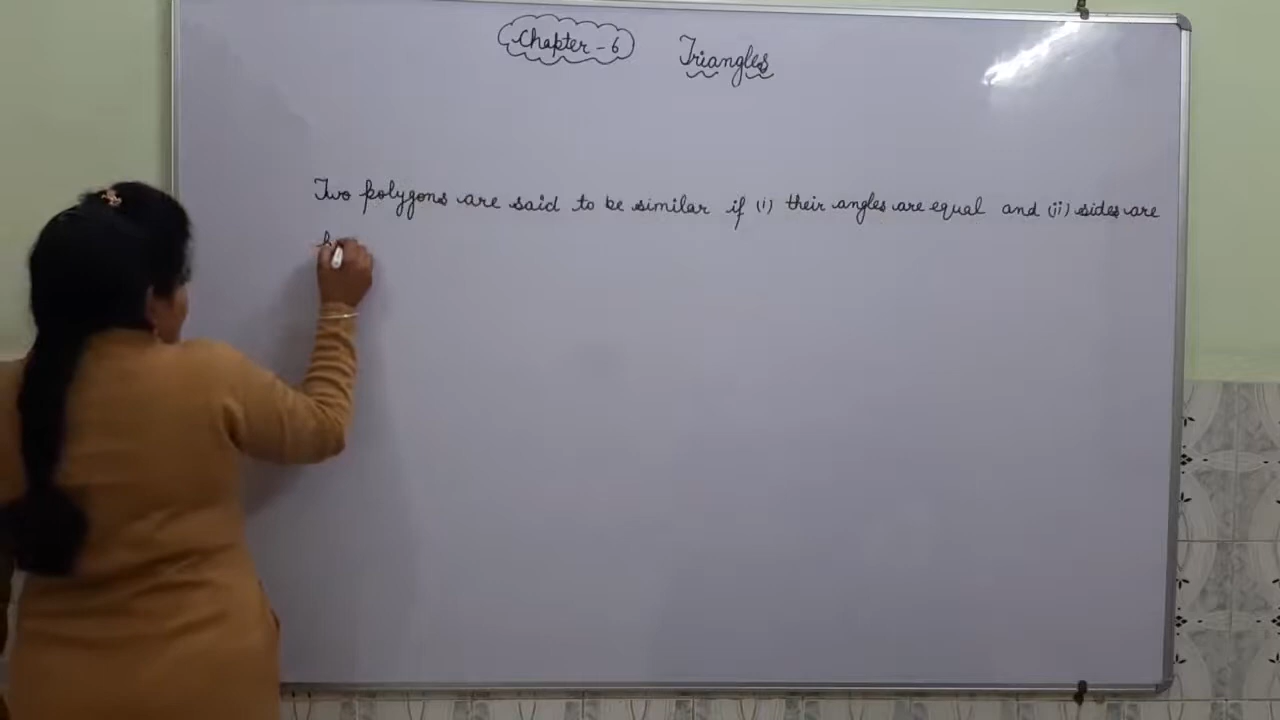 Chapter - 6 Triangles
Two polygons are said to be similar if (i) their angles are equal and (ii) sides are